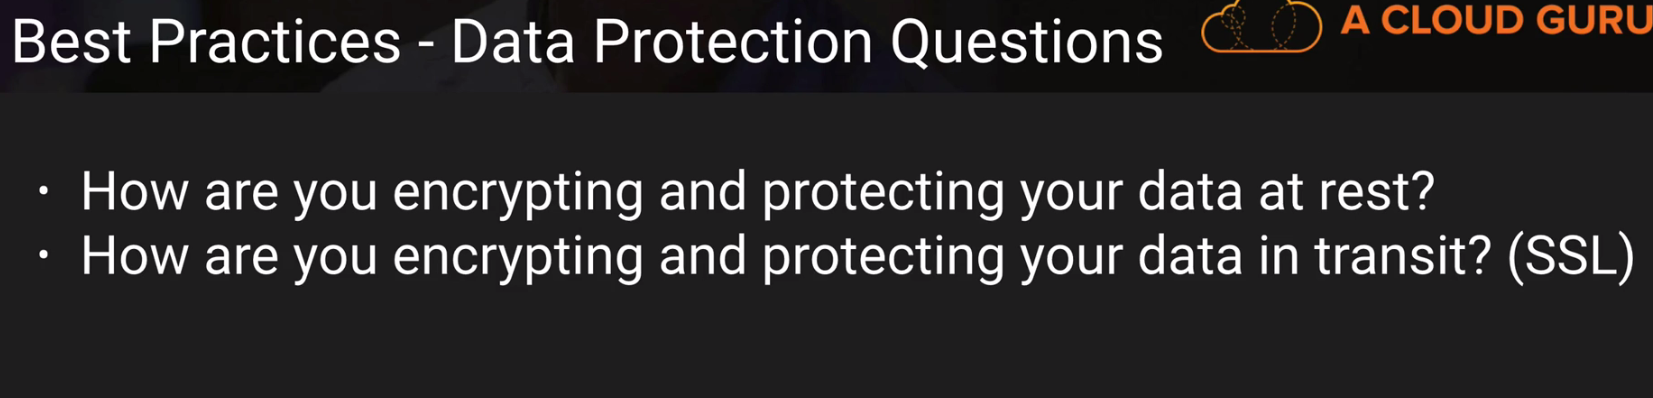 Best Practices - Data Protection Questions
A CLOUD GURU
• How are you encrypting and protecting your data at rest?
• How are you encrypting and protecting your data in transit? (SSL)